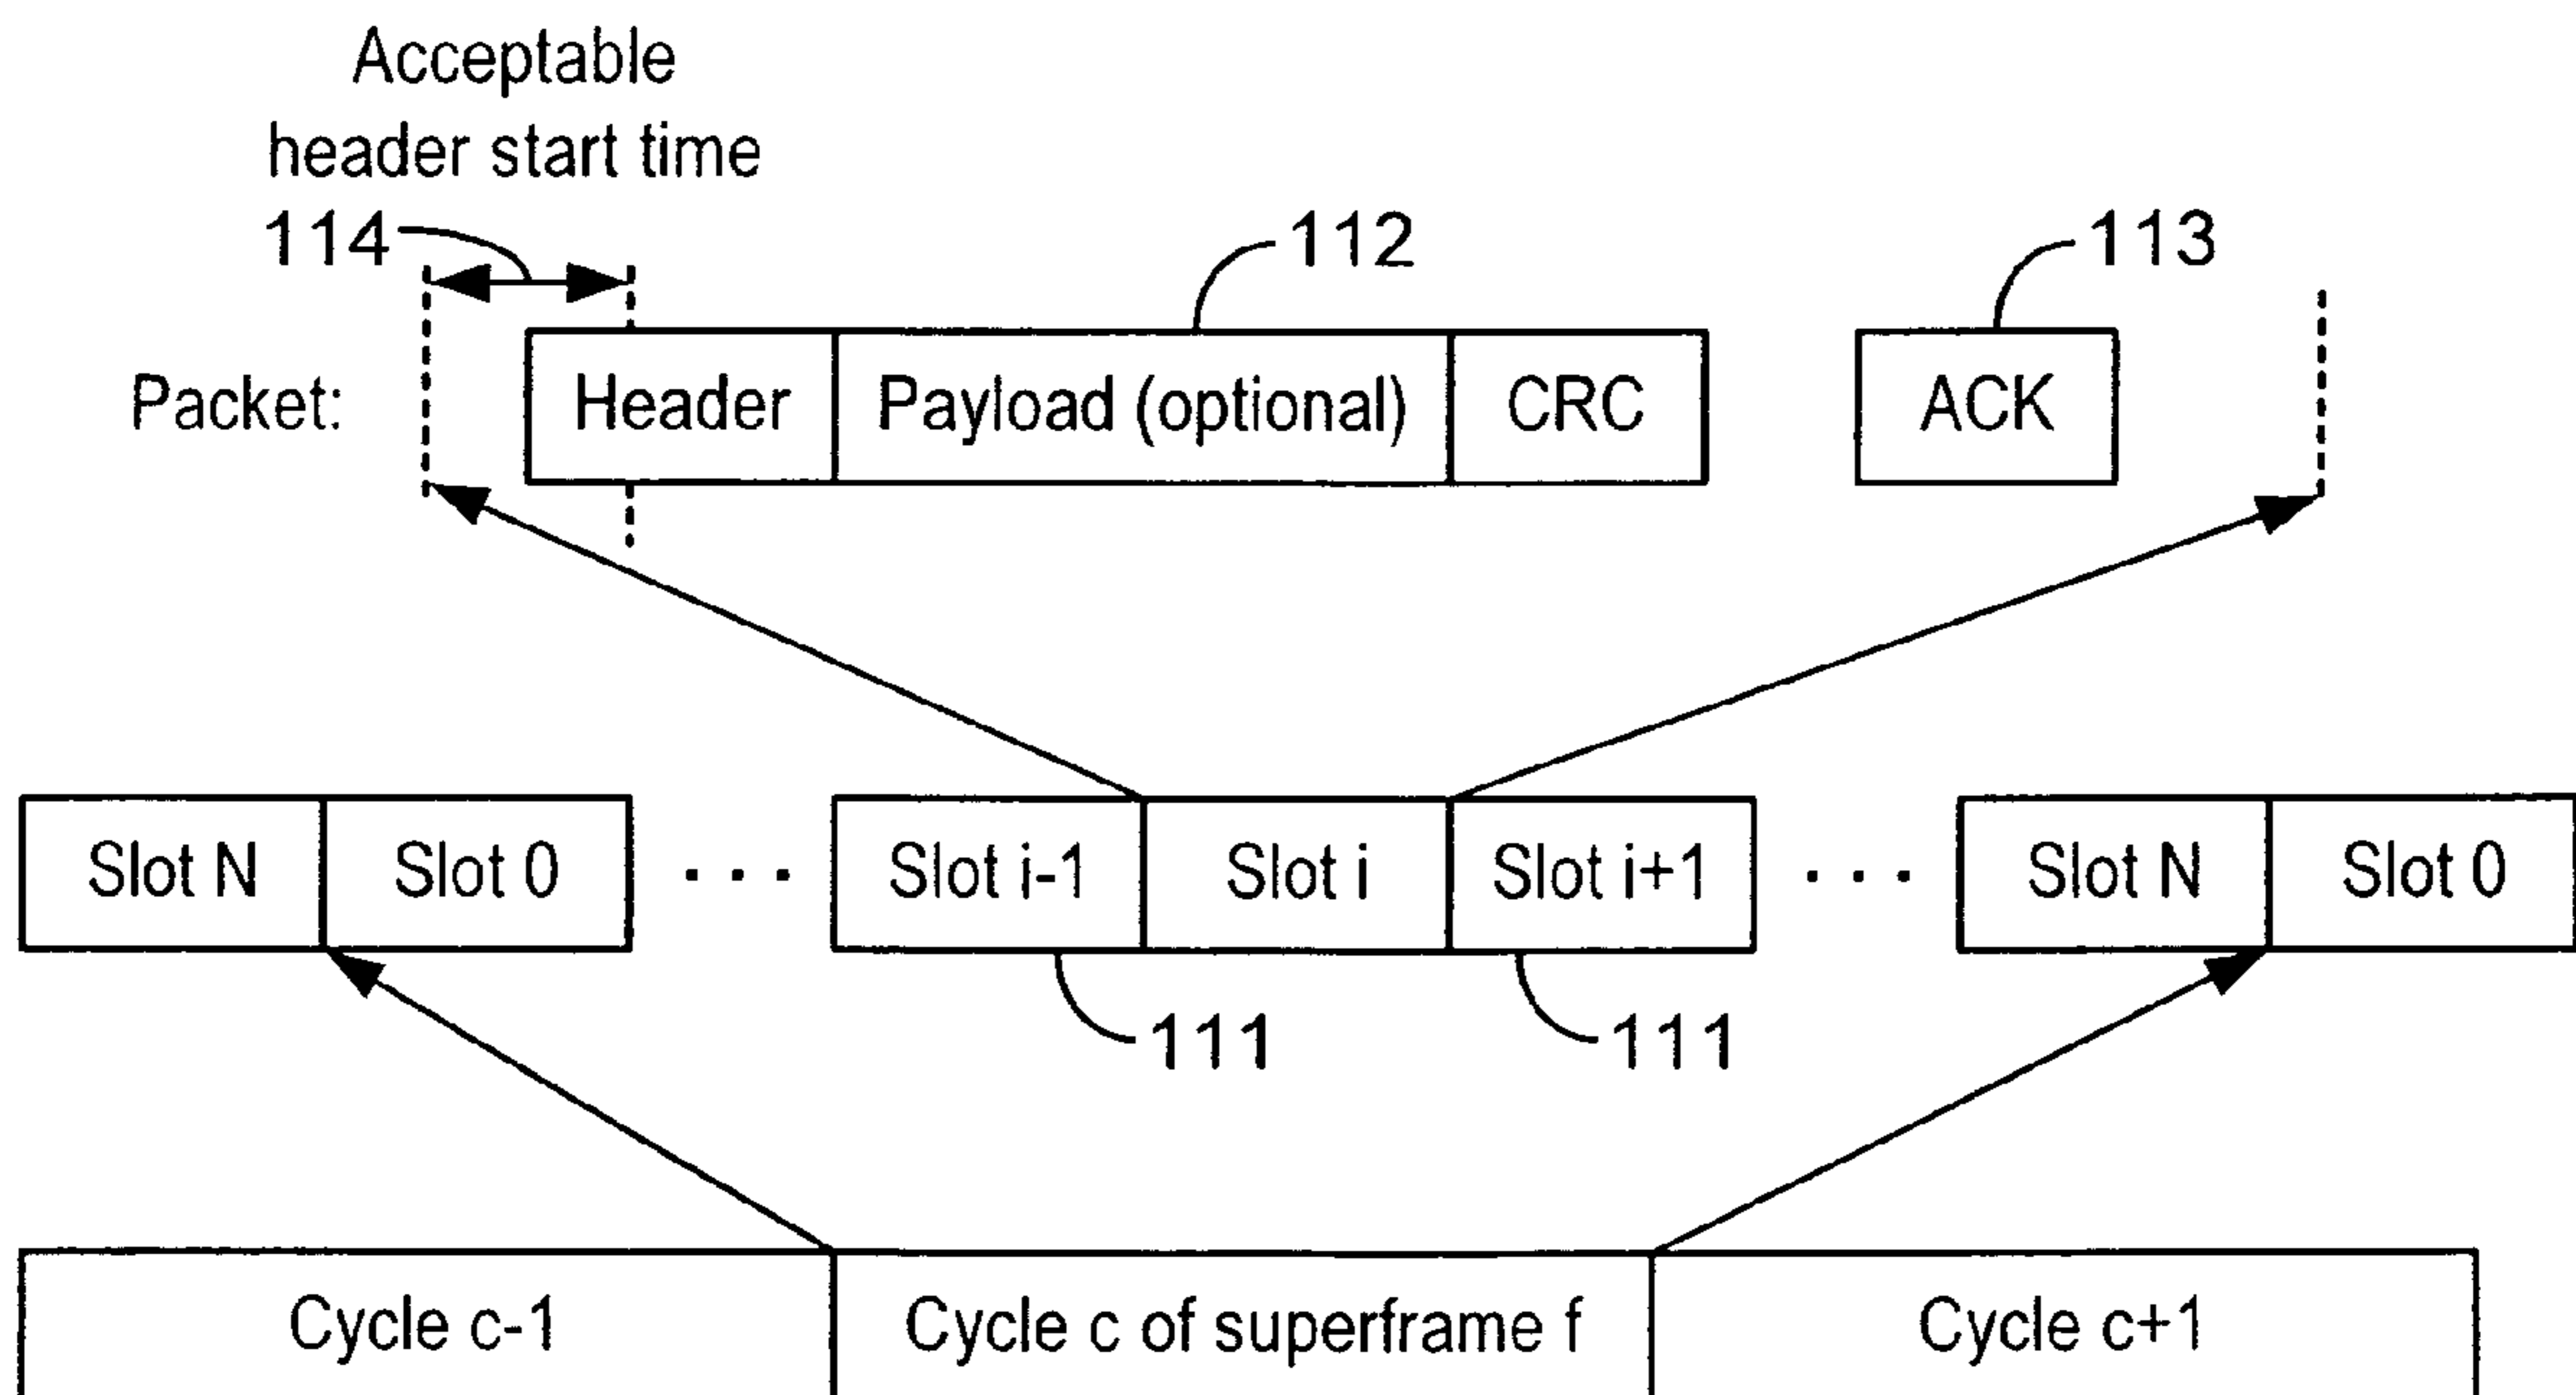 Acceptable
header start time
114
112
113
Packet:
Header
Payload (optional)
CRC
ACK
Slot N
Slot 0
. . .
Slot i-1
Slot i
Slot i+1
. . .
Slot N
Slot 0
111
111
Cycle c-1
Cycle c of superframe f
Cycle c+1